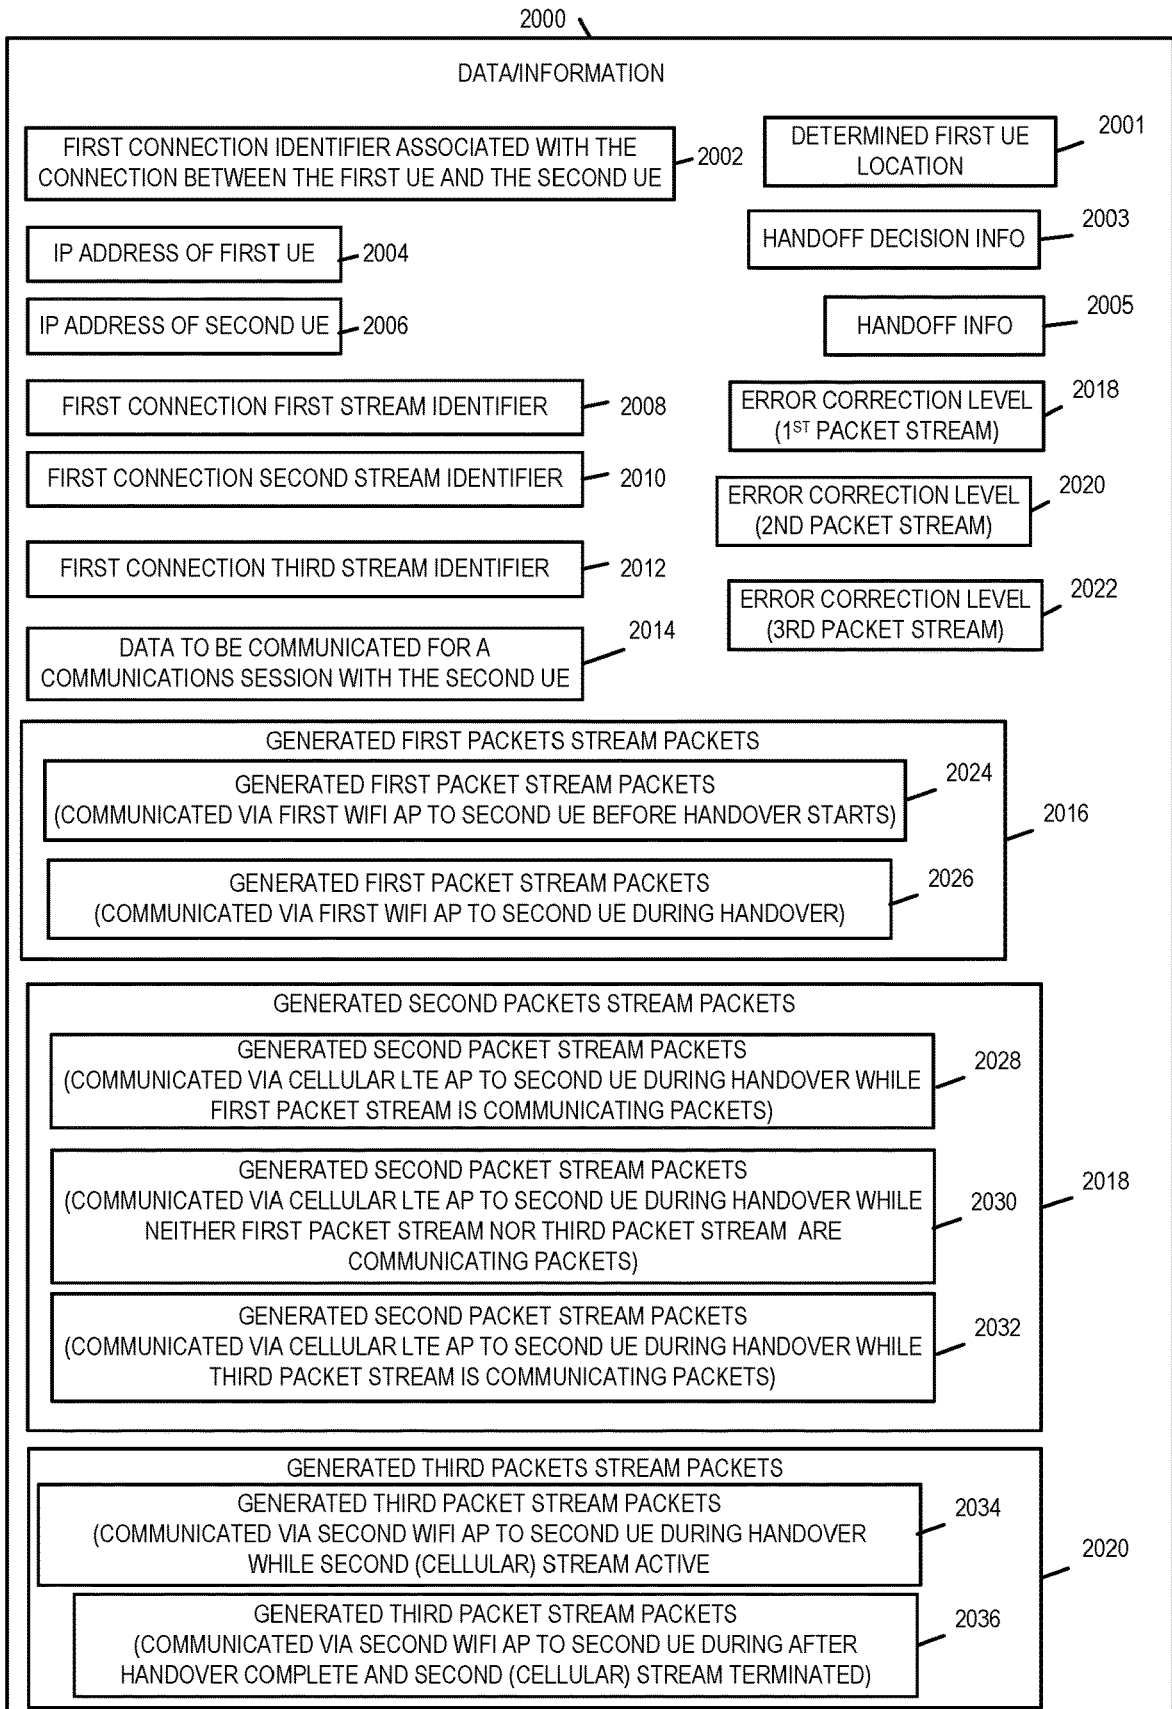 2000
DATA/INFORMATION
FIRST CONNECTION IDENTIFIER ASSOCIATED WITH THE
CONNECTION BETWEEN THE FIRST UE AND THE SECOND UE
2002
DETERMINED FIRST UE
LOCATION
2001
IP ADDRESS OF FIRST UE
2004
HANDOFF DECISION INFO
2003
IP ADDRESS OF SECOND UE
2006
HANDOFF INFO
2005
FIRST CONNECTION FIRST STREAM IDENTIFIER
2008
ERROR CORRECTION LEVEL
(1ST PACKET STREAM)
2018
FIRST CONNECTION SECOND STREAM IDENTIFIER
2010
ERROR CORRECTION LEVEL
(2ND PACKET STREAM)
2020
FIRST CONNECTION THIRD STREAM IDENTIFIER
2012
ERROR CORRECTION LEVEL
(3RD PACKET STREAM)
2022
DATA TO BE COMMUNICATED FOR A
COMMUNICATIONS SESSION WITH THE SECOND UE
2014
GENERATED FIRST PACKETS STREAM PACKETS
GENERATED FIRST PACKET STREAM PACKETS
(COMMUNICATED VIA FIRST WIFI AP TO SECOND UE BEFORE HANDOVER STARTS)
2024
2016
GENERATED FIRST PACKET STREAM PACKETS
(COMMUNICATED VIA FIRST WIFI AP TO SECOND UE DURING HANDOVER)
2026
GENERATED SECOND PACKETS STREAM PACKETS
GENERATED SECOND PACKET STREAM PACKETS
(COMMUNICATED VIA CELLULAR LTE AP TO SECOND UE DURING HANDOVER WHILE
FIRST PACKET STREAM IS COMMUNICATING PACKETS)
2028
GENERATED SECOND PACKET STREAM PACKETS
(COMMUNICATED VIA CELLULAR LTE AP TO SECOND UE DURING HANDOVER WHILE
NEITHER FIRST PACKET STREAM NOR THIRD PACKET STREAM ARE
COMMUNICATING PACKETS)
2030
2018
GENERATED SECOND PACKET STREAM PACKETS
(COMMUNICATED VIA CELLULAR LTE AP TO SECOND UE DURING HANDOVER WHILE
THIRD PACKET STREAM IS COMMUNICATING PACKETS)
2032
GENERATED THIRD PACKETS STREAM PACKETS
GENERATED THIRD PACKET STREAM PACKETS
(COMMUNICATED VIA SECOND WIFI AP TO SECOND UE DURING HANDOVER
WHILE SECOND (CELLULAR) STREAM ACTIVE
2034
2020
GENERATED THIRD PACKET STREAM PACKETS
(COMMUNICATED VIA SECOND WIFI AP TO SECOND UE DURING AFTER
HANDOVER COMPLETE AND SECOND (CELLULAR) STREAM TERMINATED)
2036